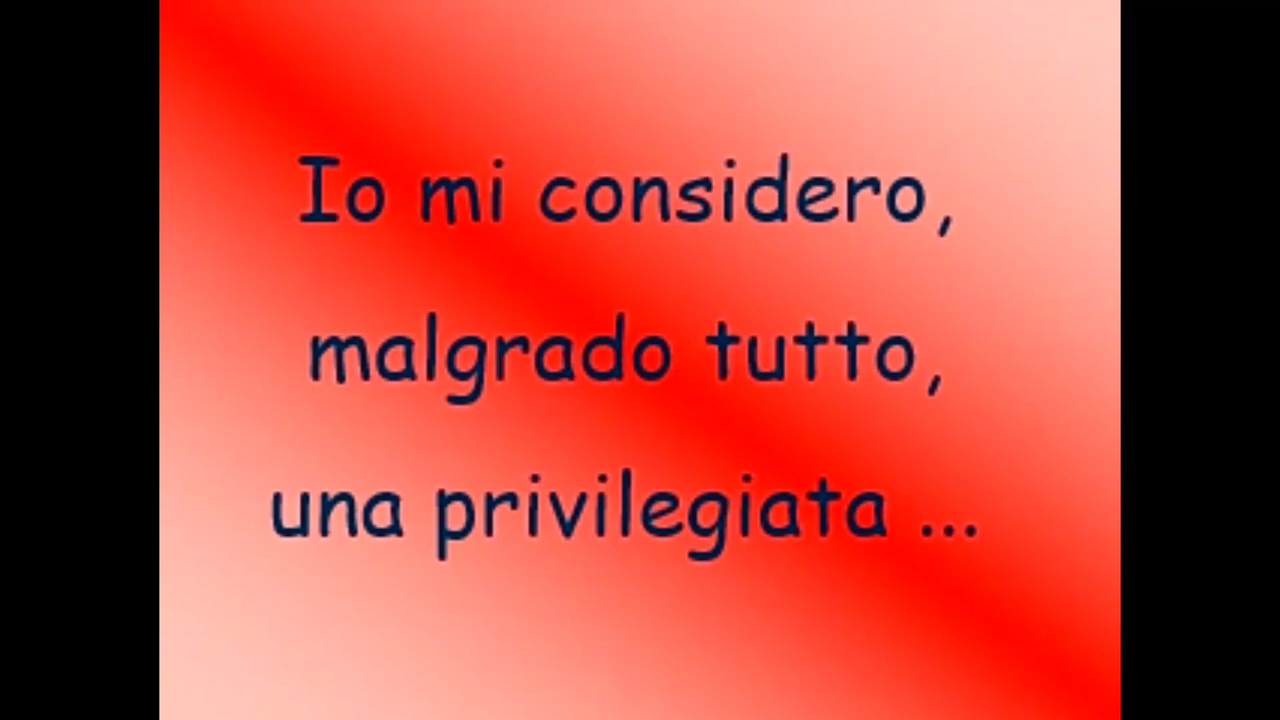 Io mi considero,
malgrado tutto,
una privilegiata ...